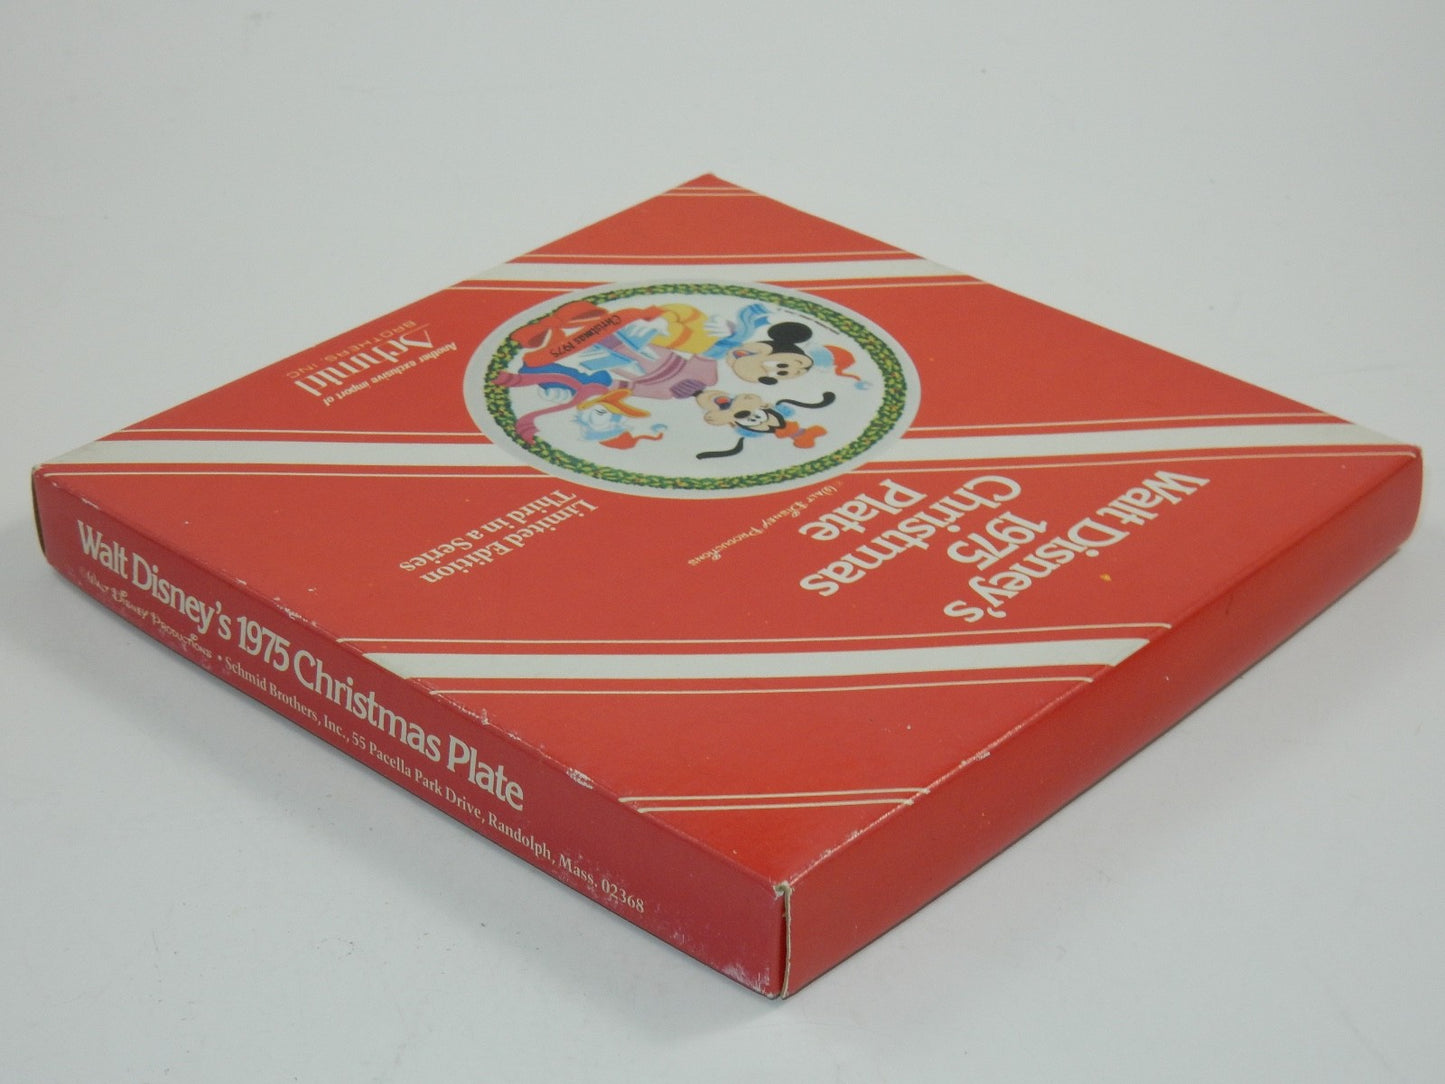 Walt Disney's
1975
Christmas
Plate
© Walt Disney Productions
Limited Edition
Third in a Series
Another exclusive import of
Schmid
BROTHERS, INC.
Christmas 1975
Walt Disney's 1975 Christmas Plate
© Walt Disney Productions • Schmid Brothers, Inc., 55 Pacella Park Drive, Randolph, Mass. 02368